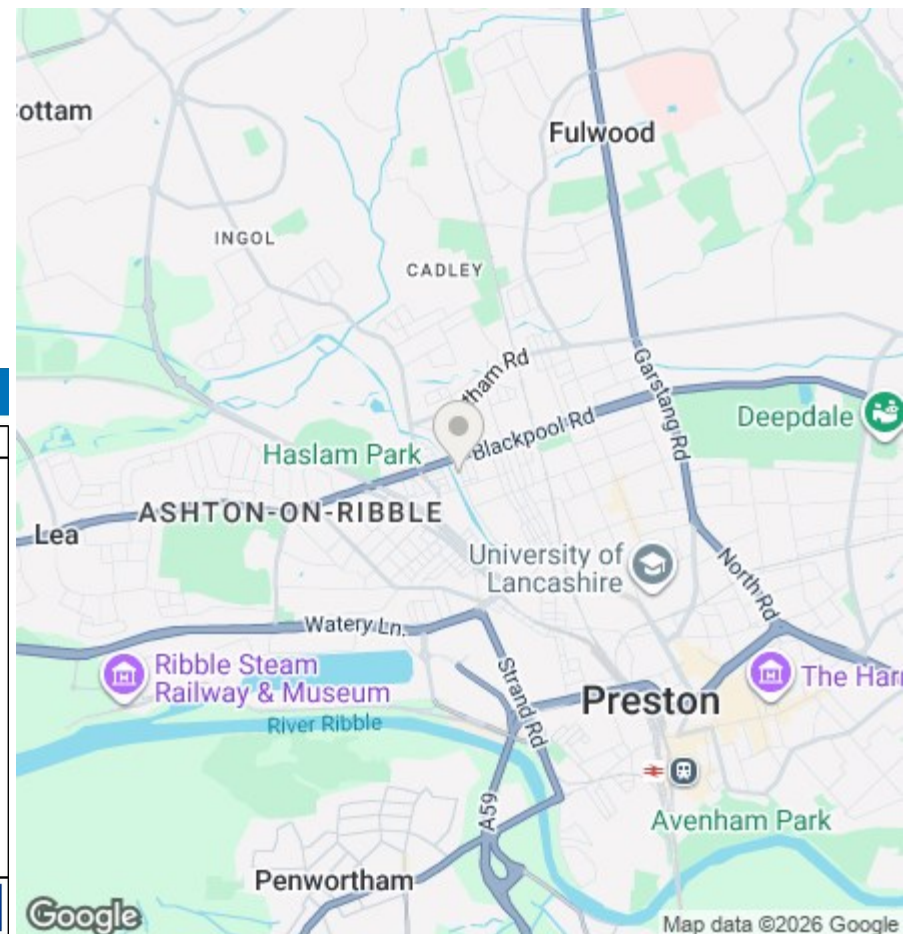 ottam
Fulwood
INGOL
CADLEY
tham Rd
Garstang Rd
Blackpool Rd
Deepdale
Haslam Park
ASHTON-ON-RIBBLE
Lea
University of
Lancashire
North Rd
Watery Ln.
Ribble Steam
Railway & Museum
Strand Rd
The Harr
Preston
River Ribble
A59
Avenham Park
Penwortham
Google
Map data ©2026 Google